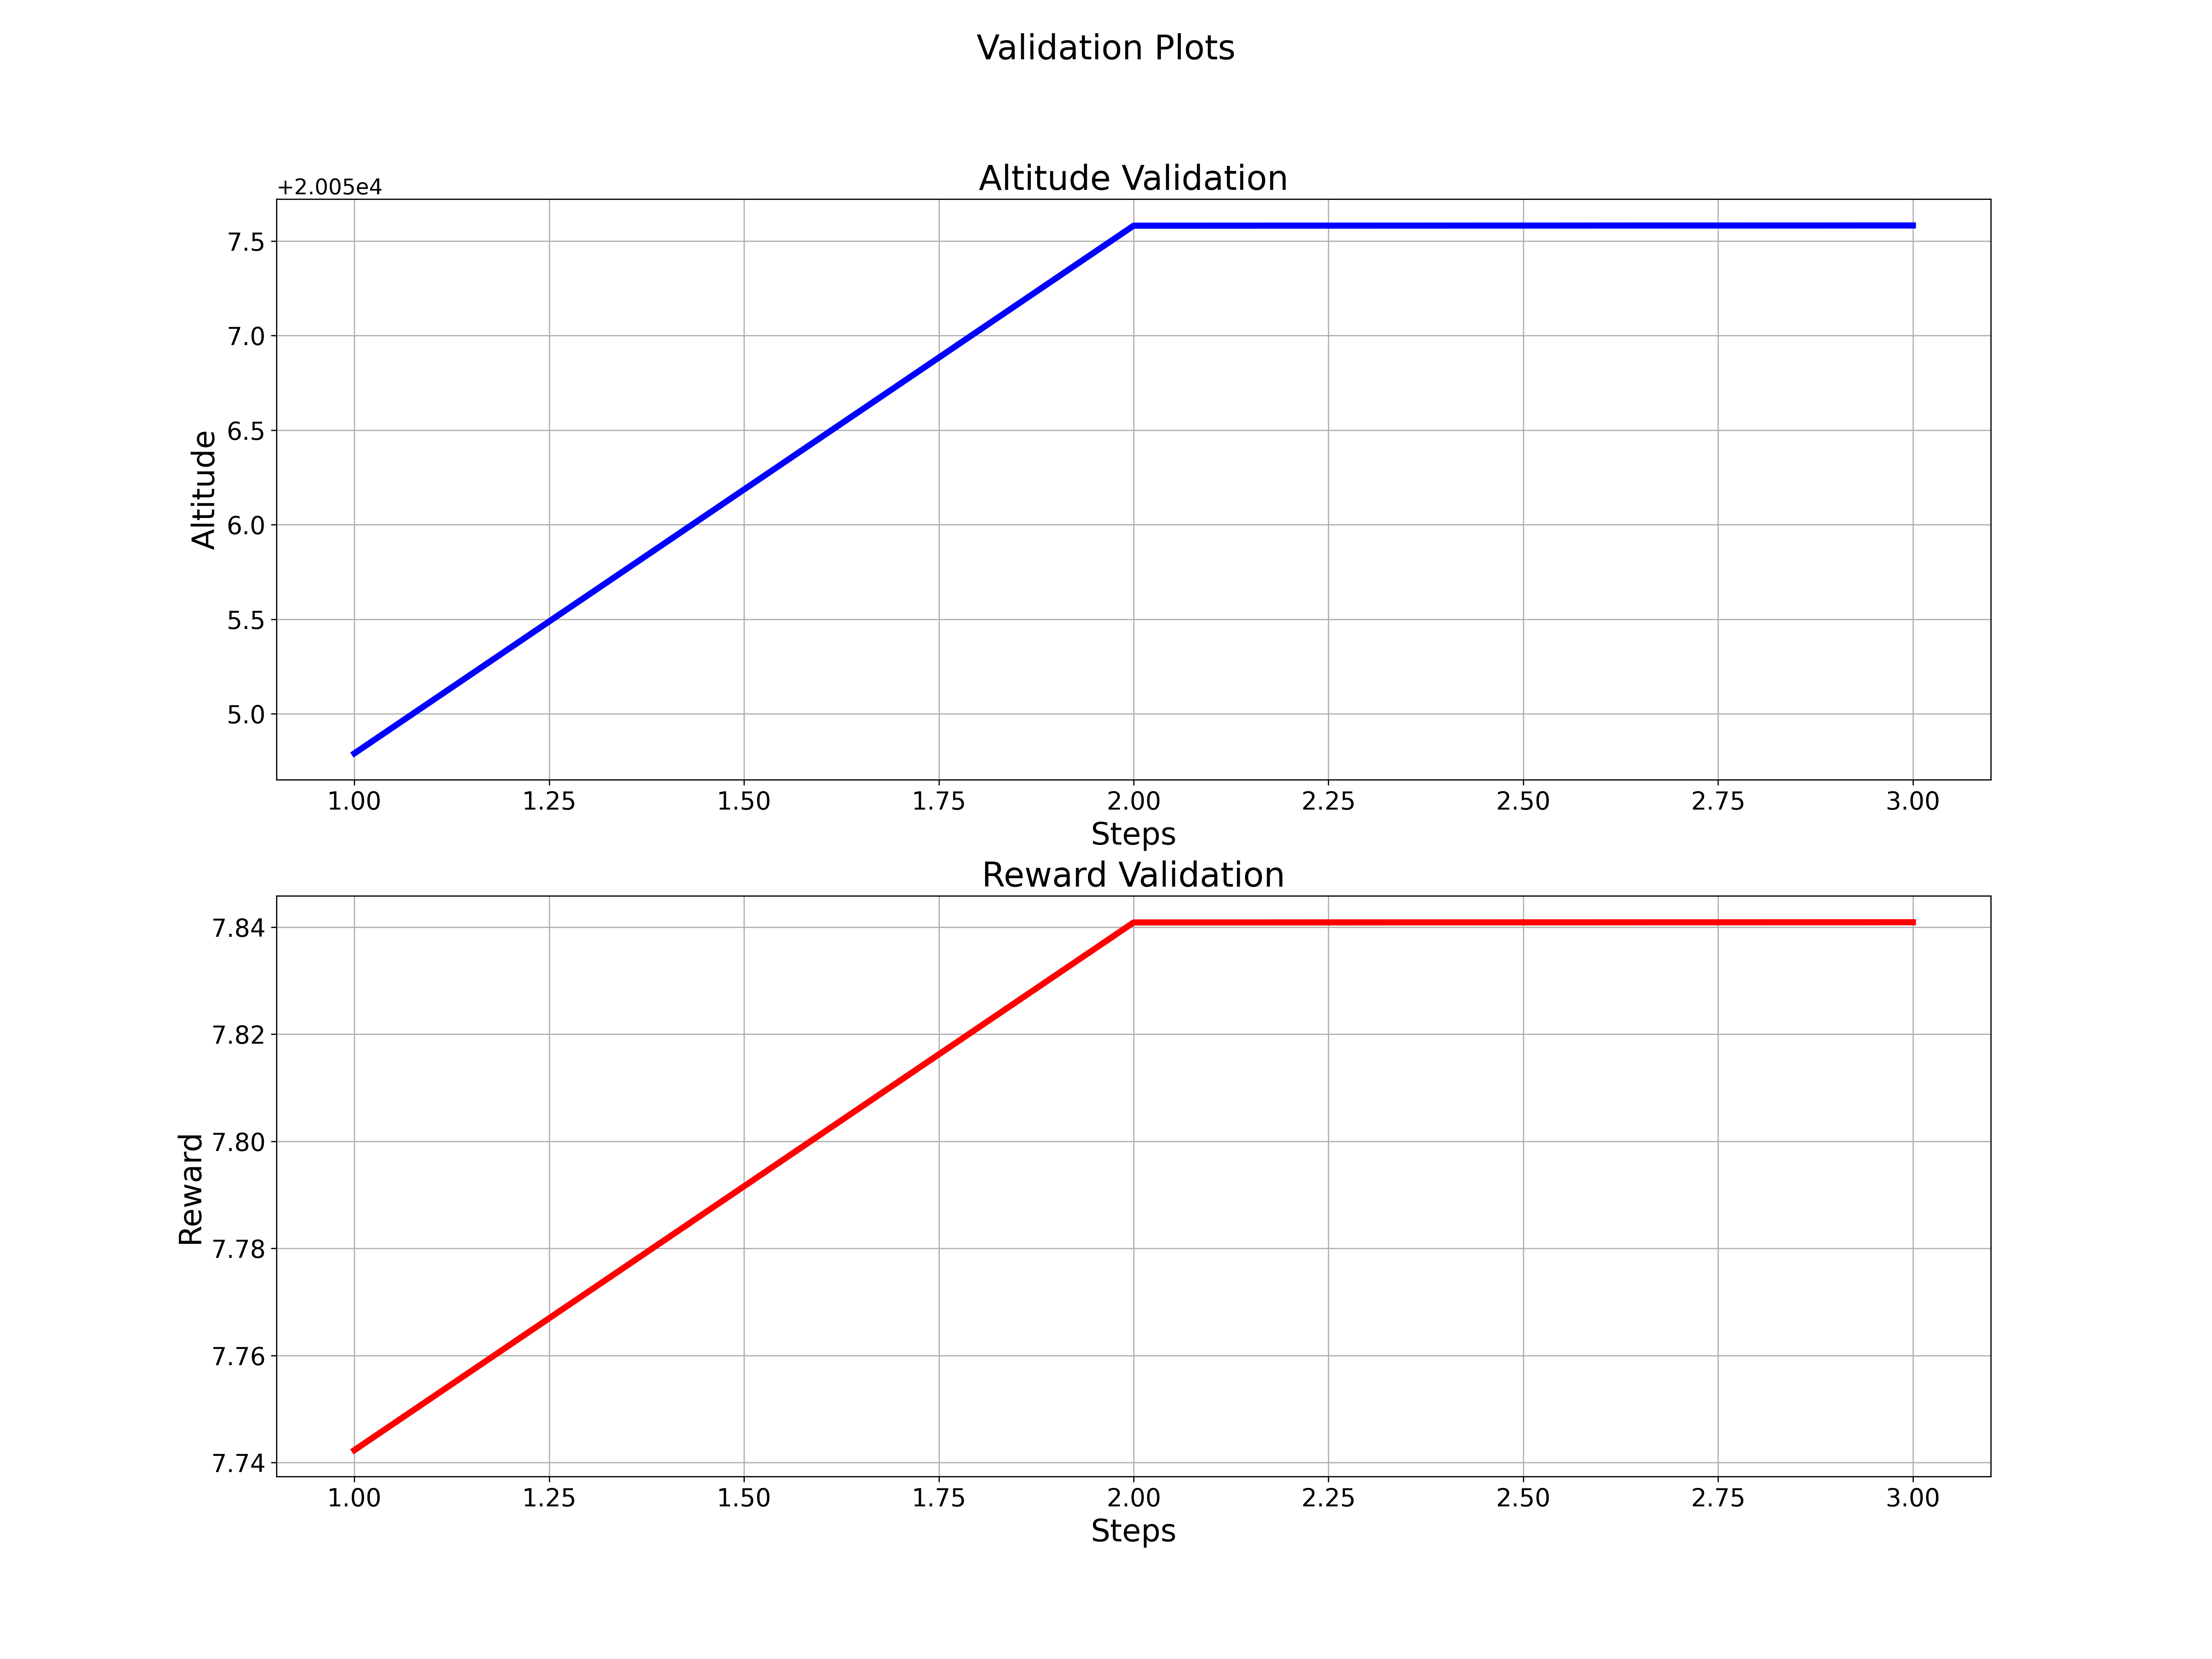 Validation Plots
Altitude Validation
+2.005e4
7.5
7.0
6.5
6.0
5.5
5.0
Altitude
1.00 1.25 1.50 1.75 2.00 2.25 2.50 2.75 3.00
Steps
Reward Validation
7.84
7.82
7.80
7.78
7.76
7.74
Reward
1.00 1.25 1.50 1.75 2.00 2.25 2.50 2.75 3.00
Steps